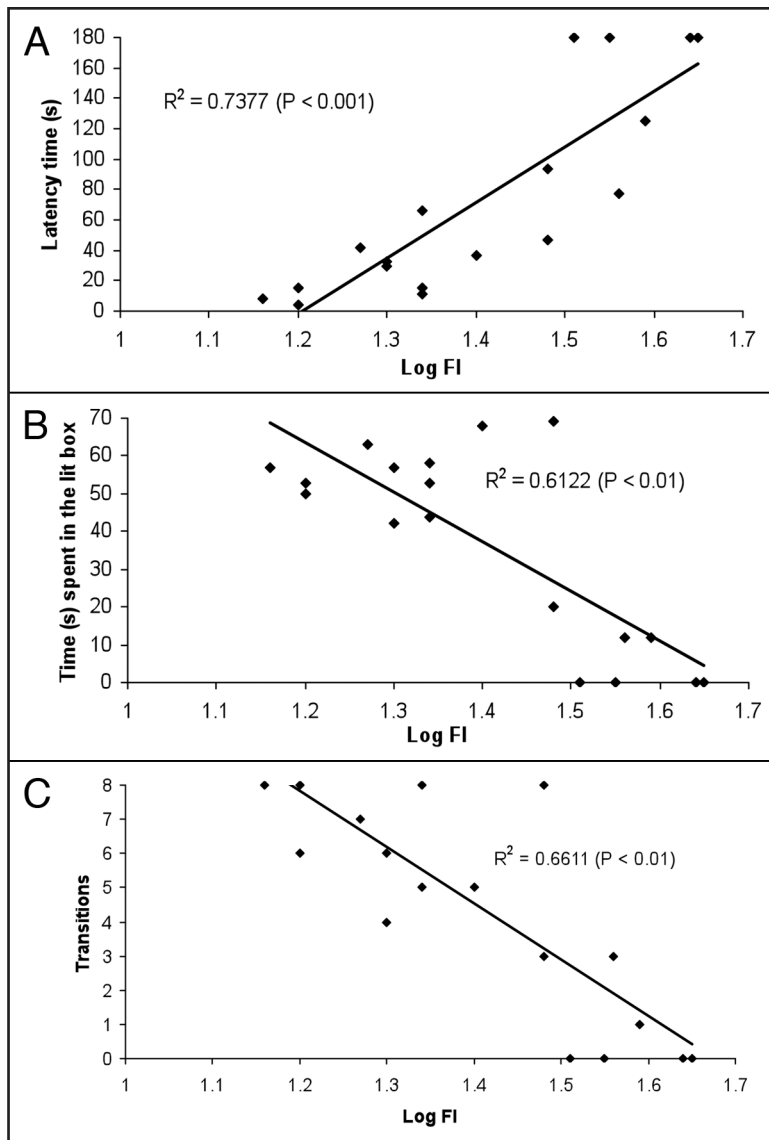 A
180
160
140
120
100
80
60
40
20
0
Latency time (s)
R² = 0.7377 (P < 0.001)
1 1.1 1.2 1.3 1.4 1.5 1.6 1.7
Log FI
B
70
60
50
40
30
20
10
0
Time (s) spent in the lit box
R² = 0.6122 (P < 0.01)
1 1.1 1.2 1.3 1.4 1.5 1.6 1.7
Log FI
C
8
7
6
5
4
3
2
1
0
Transitions
R² = 0.6611 (P < 0.01)
1 1.1 1.2 1.3 1.4 1.5 1.6 1.7
Log FI